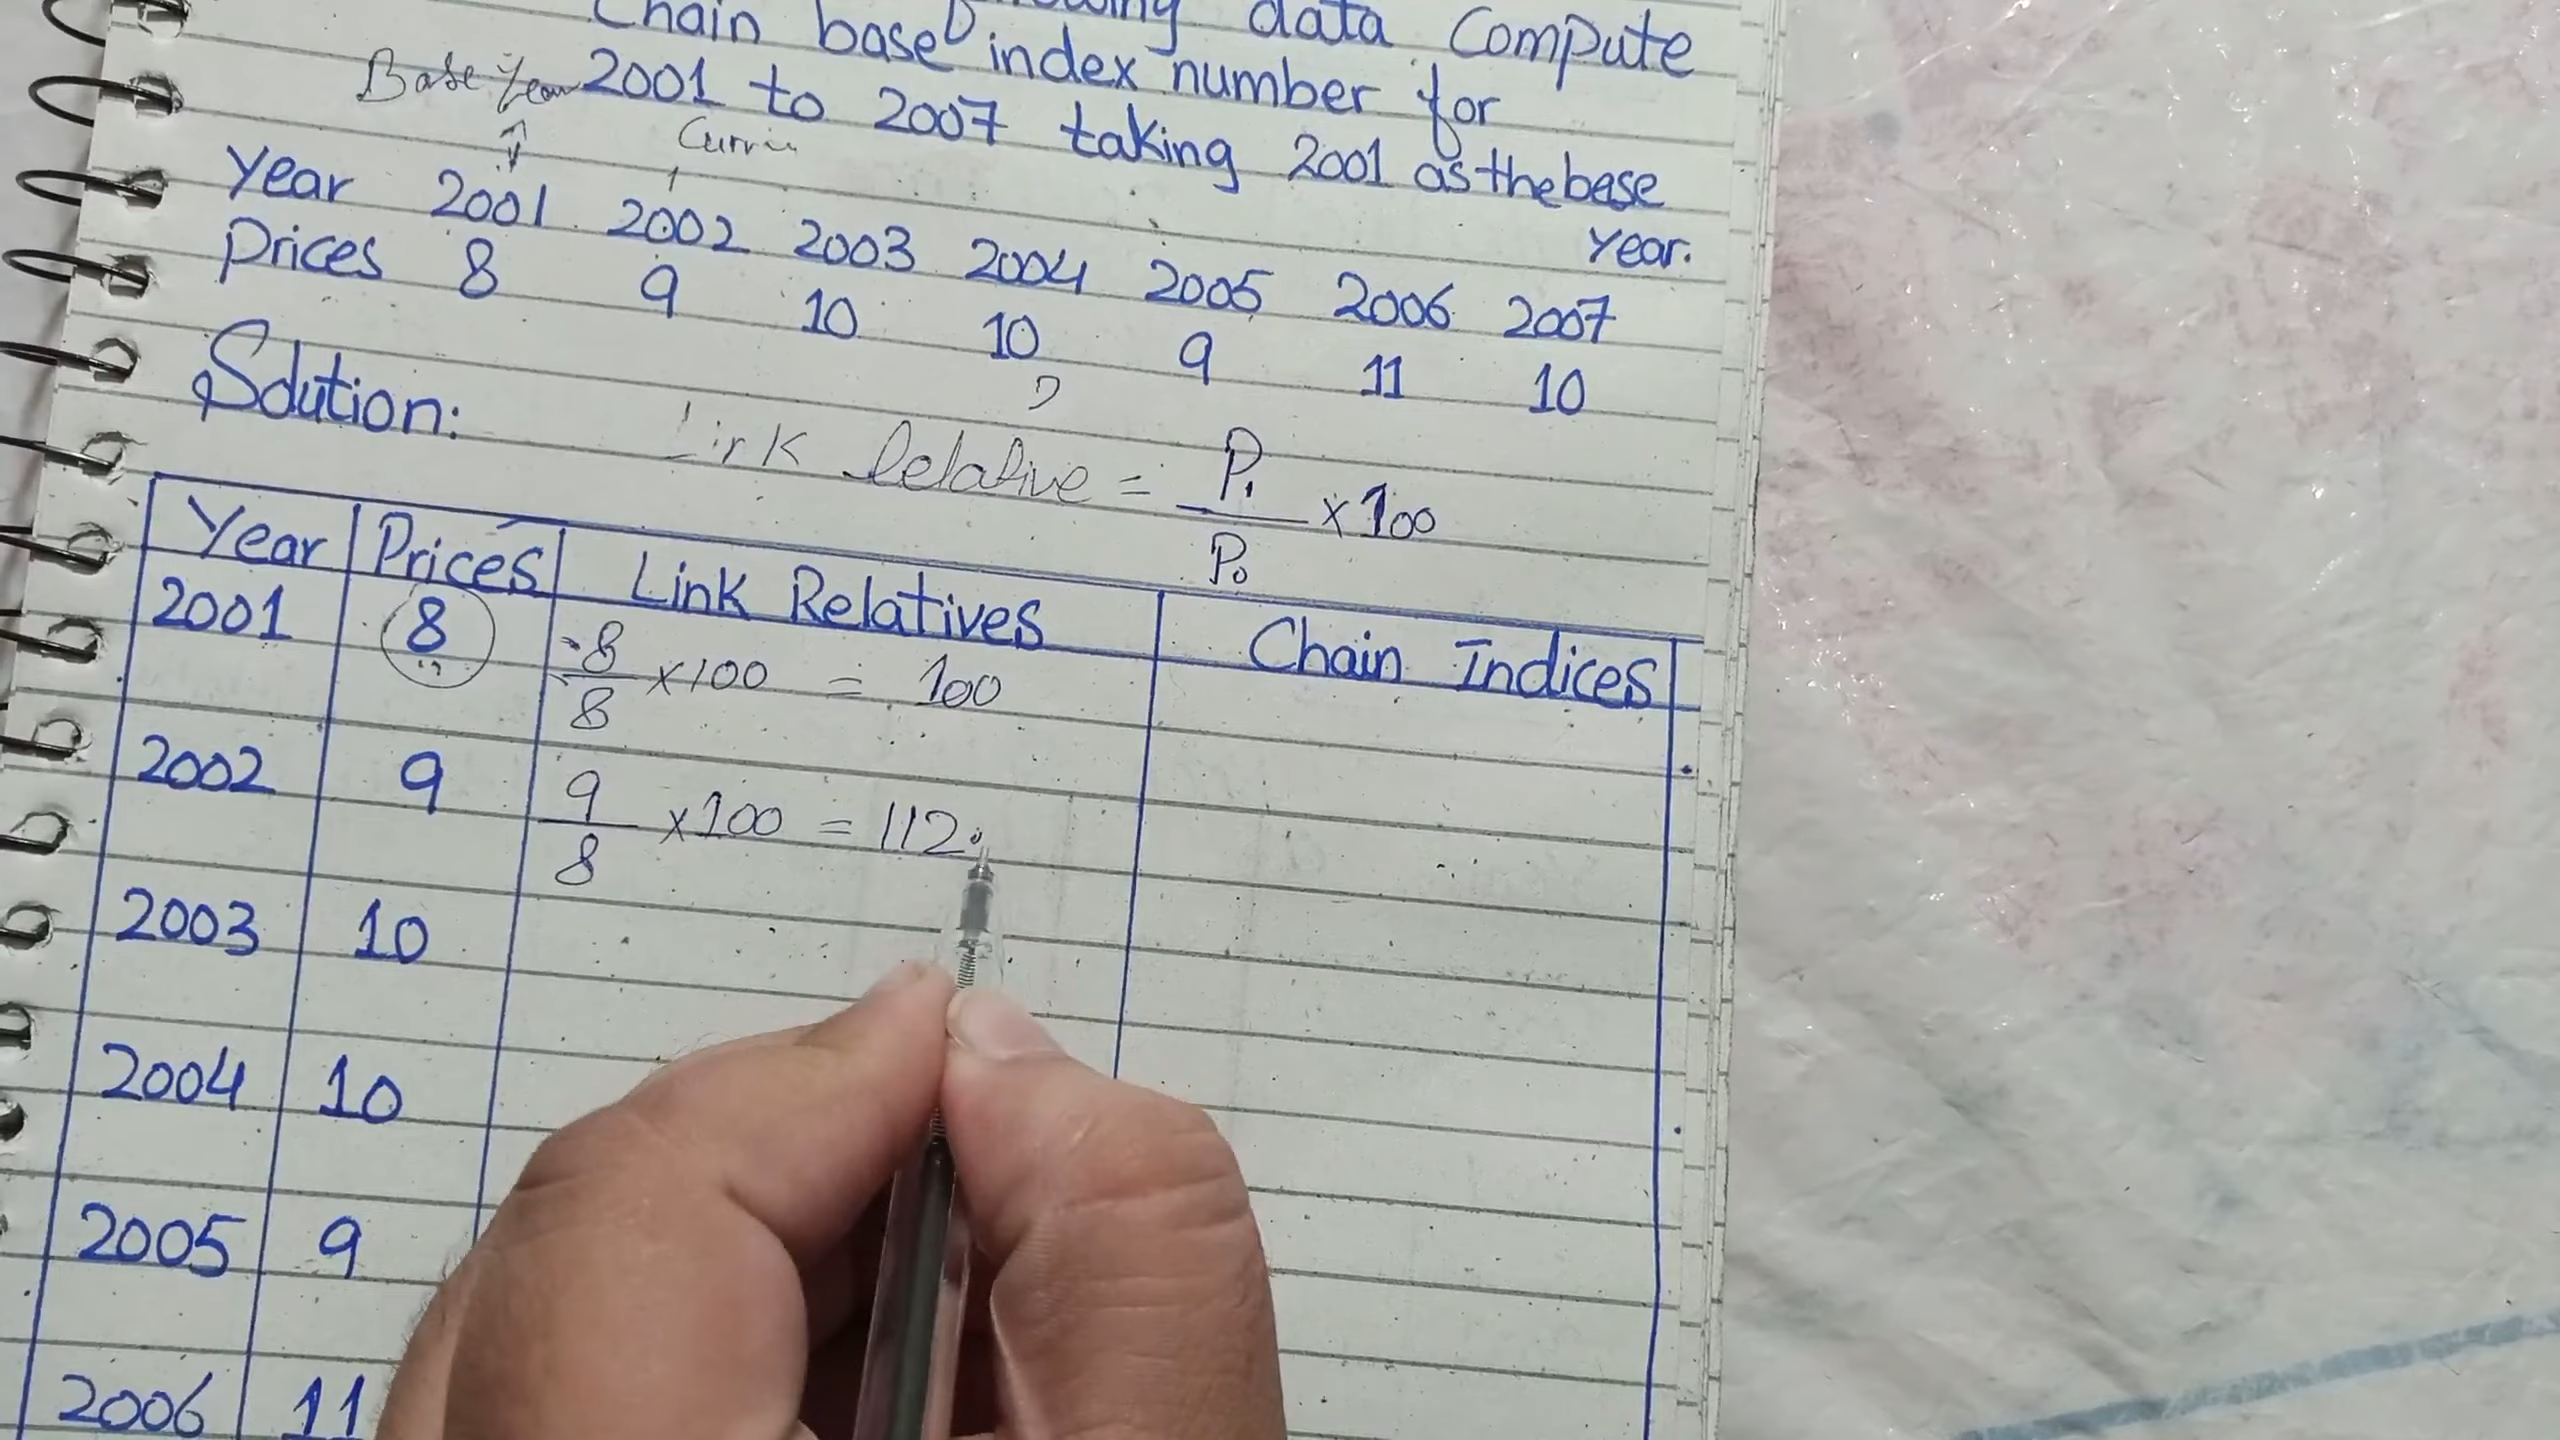 data Compute
Chain base index number for
Base year 2001 to 2007 taking 2001 as the base
Year.
Year 2001 2002 2003 2004 2005 2006 2007
Prices 8 9 10 10 9 11 10
Solution:
Link Relative = P₁/P₀ × 100
Year Prices Link Relatives Chain Indices
2001 8 8/8 × 100 = 100
2002 9 9/8 × 100 = 112.
2003 10
2004 10
2005 9
2006 11